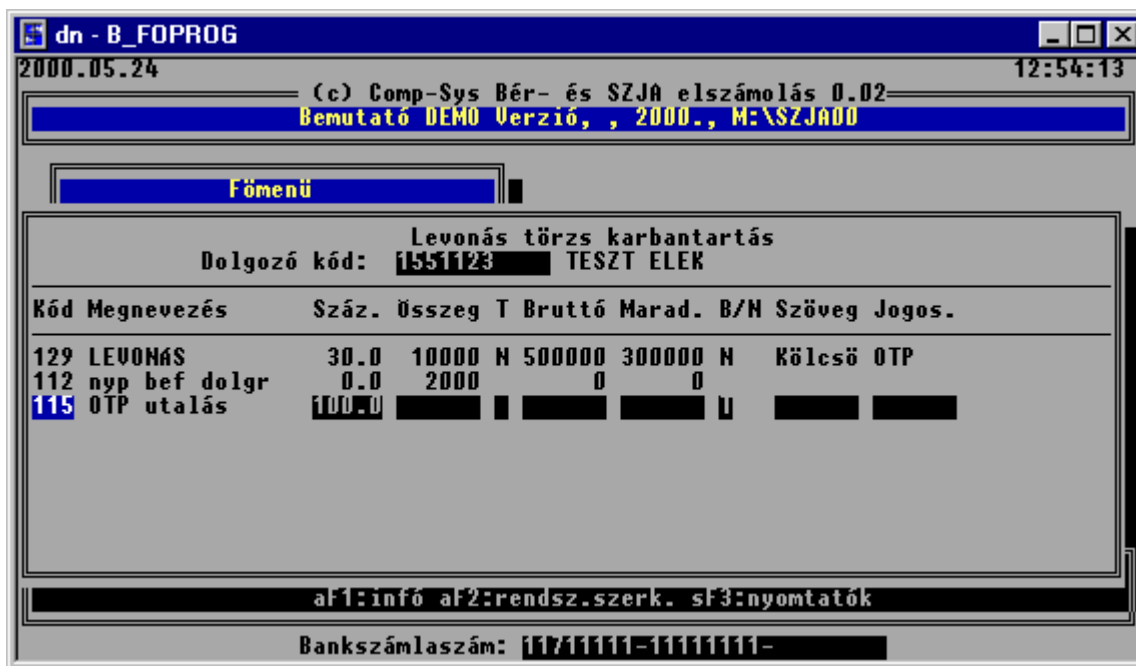 dn - B_FOPROG
2000.05.24 12:54:13
(c) Comp-Sys Bér- és SZJA elszámolás 0.02
Bemutató DEMO Verzió, , 2000., M:\SZJADD
Fömenü
Levonás törzs karbantartás
Dolgozó kód: 1551123 TESZT ELEK
Kód Megnevezés Száz. Összeg T Bruttó Marad. B/N Szöveg Jogos.
129 LEVONÁS 30.0 10000 N 500000 300000 N Kölcsö OTP
112 nyp bef dolgr 0.0 2000 0 0
115 OTP utalás 100.0
aF1:infó aF2:rendsz.szerk. sF3:nyomtatók
Bankszámlaszám: 11711111-11111111-